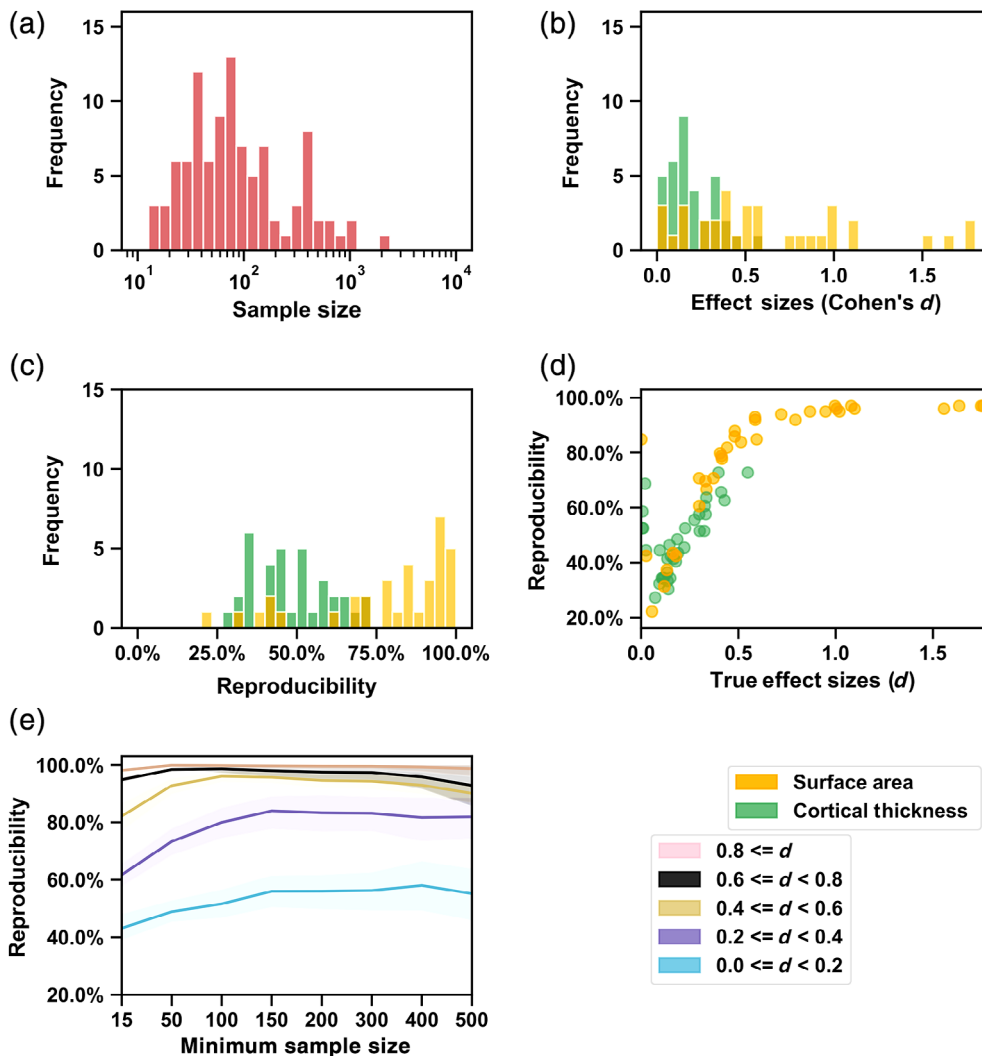 (a)
15
10
5
0
Frequency
10^1
10^2
10^3
10^4
Sample size
(b)
15
10
5
0
Frequency
0.0
0.5
1.0
1.5
Effect sizes (Cohen's d)
(c)
15
10
5
0
Frequency
0.0%
25.0%
50.0%
75.0%
100.0%
Reproducibility
(d)
100.0%
80.0%
60.0%
40.0%
20.0%
Reproducibility
0.0
0.5
1.0
1.5
True effect sizes (d)
(e)
100.0%
80.0%
60.0%
40.0%
20.0%
Reproducibility
15
50
100
150
200
300
400
500
Minimum sample size
Surface area
Cortical thickness
0.8 <= d
0.6 <= d < 0.8
0.4 <= d < 0.6
0.2 <= d < 0.4
0.0 <= d < 0.2